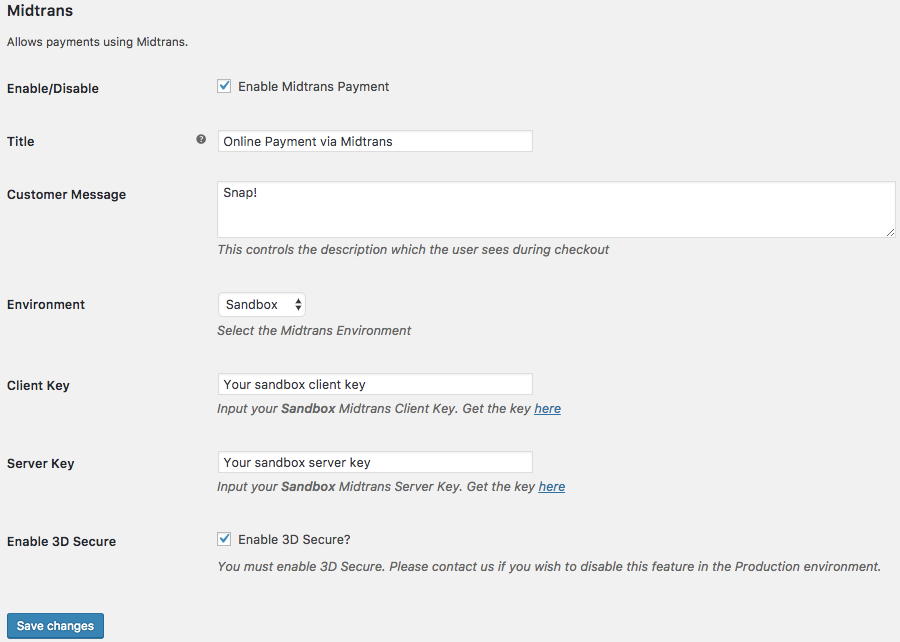 Midtrans
Allows payments using Midtrans.
Enable/Disable
Enable Midtrans Payment
Title
?
Online Payment via Midtrans
Customer Message
Snap!
This controls the description which the user sees during checkout
Environment
Sandbox
Select the Midtrans Environment
Client Key
Your sandbox client key
Input your Sandbox Midtrans Client Key. Get the key here
Server Key
Your sandbox server key
Input your Sandbox Midtrans Server Key. Get the key here
Enable 3D Secure
Enable 3D Secure?
You must enable 3D Secure. Please contact us if you wish to disable this feature in the Production environment.
Save changes